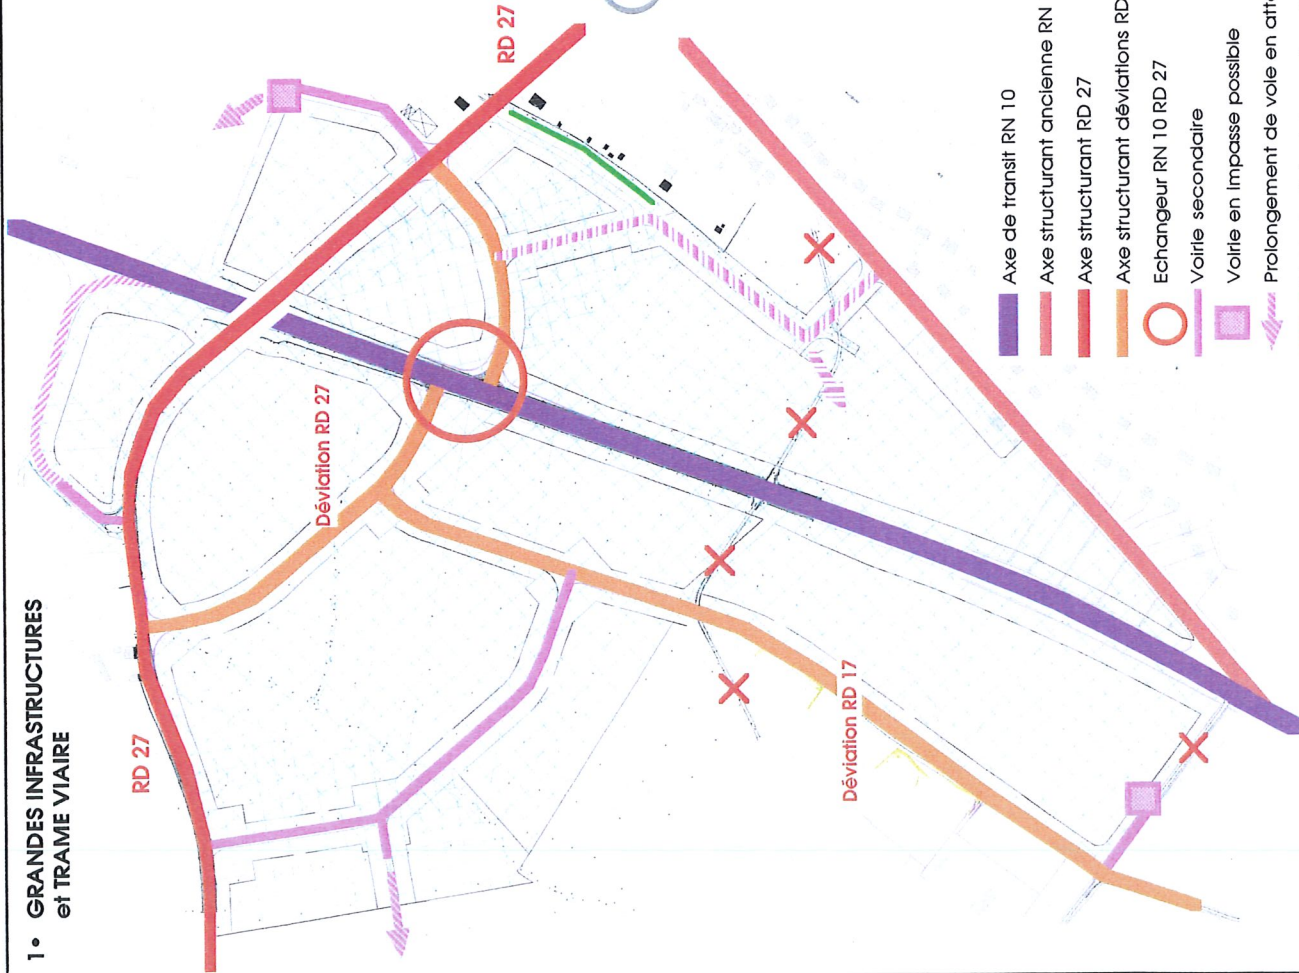 1• GRANDES INFRASTRUCTURES
et TRAME VIAIRE
RD 27
RD 27
Déviation RD 27
Déviation RD 17
Axe de transit RN 10
Axe structurant ancienne RN
Axe structurant RD 27
Axe structurant déviations RD
Echangeur RN 10 RD 27
Voirie secondaire
Voirie en impasse possible
Prolongement de voie en atte